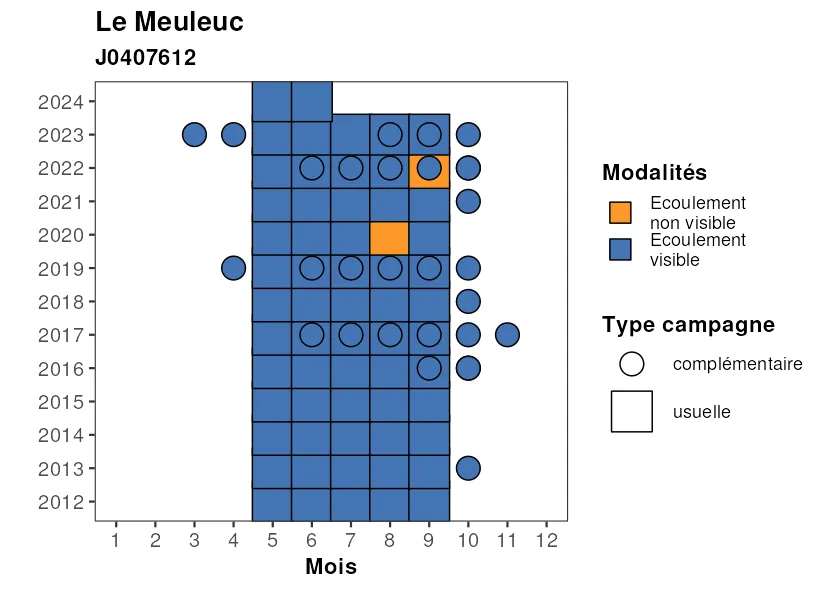 Le Meuleuc
J0407612
2024
2023
2022
2021
2020
2019
2018
2017
2016
2015
2014
2013
2012
1 2 3 4 5 6 7 8 9 10 11 12
Mois
Modalités
Ecoulement
non visible
Ecoulement
visible
Type campagne
complémentaire
usuelle